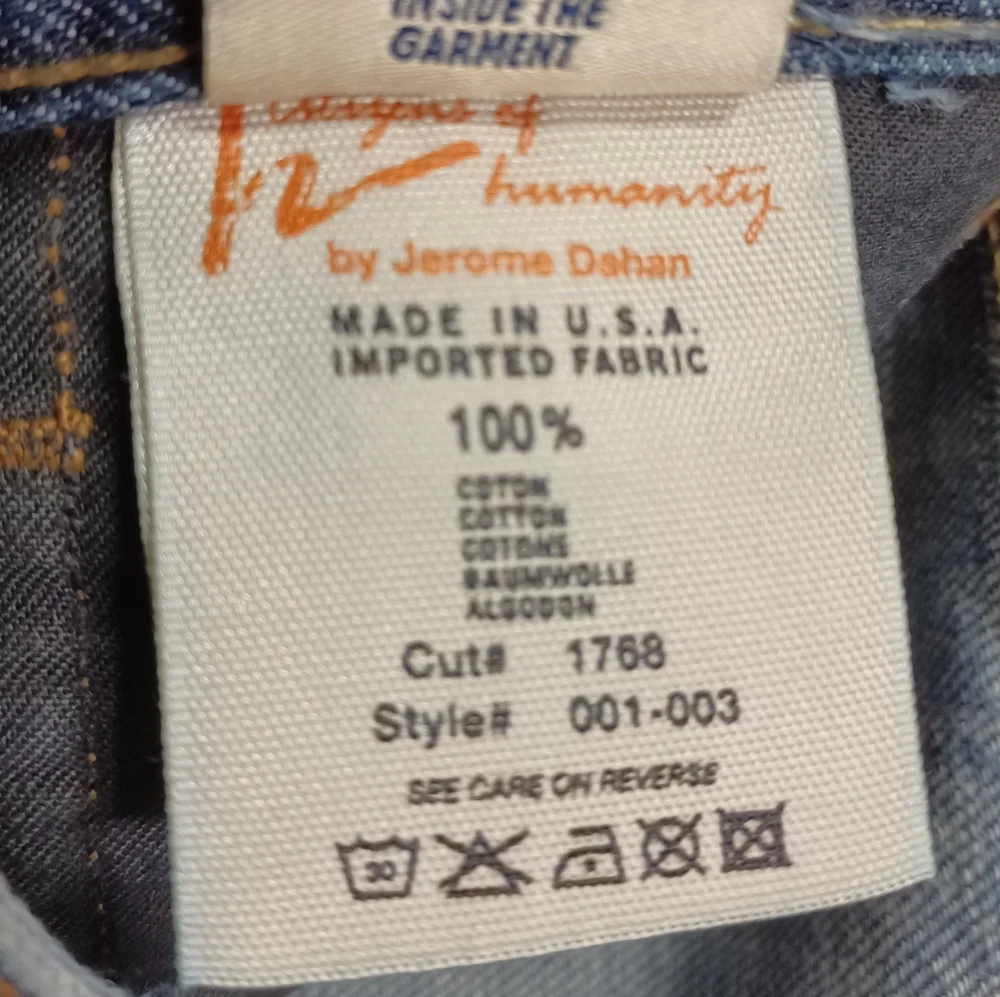 INSIDE THE
GARMENT
citizens of
humanity
by Jerome Dahan
MADE IN U.S.A.
IMPORTED FABRIC
100%
COTON
COTTON
COTONE
BAUMWOLLE
ALGODON
Cut# 1768
Style# 001-003
SEE CARE ON REVERSE
30